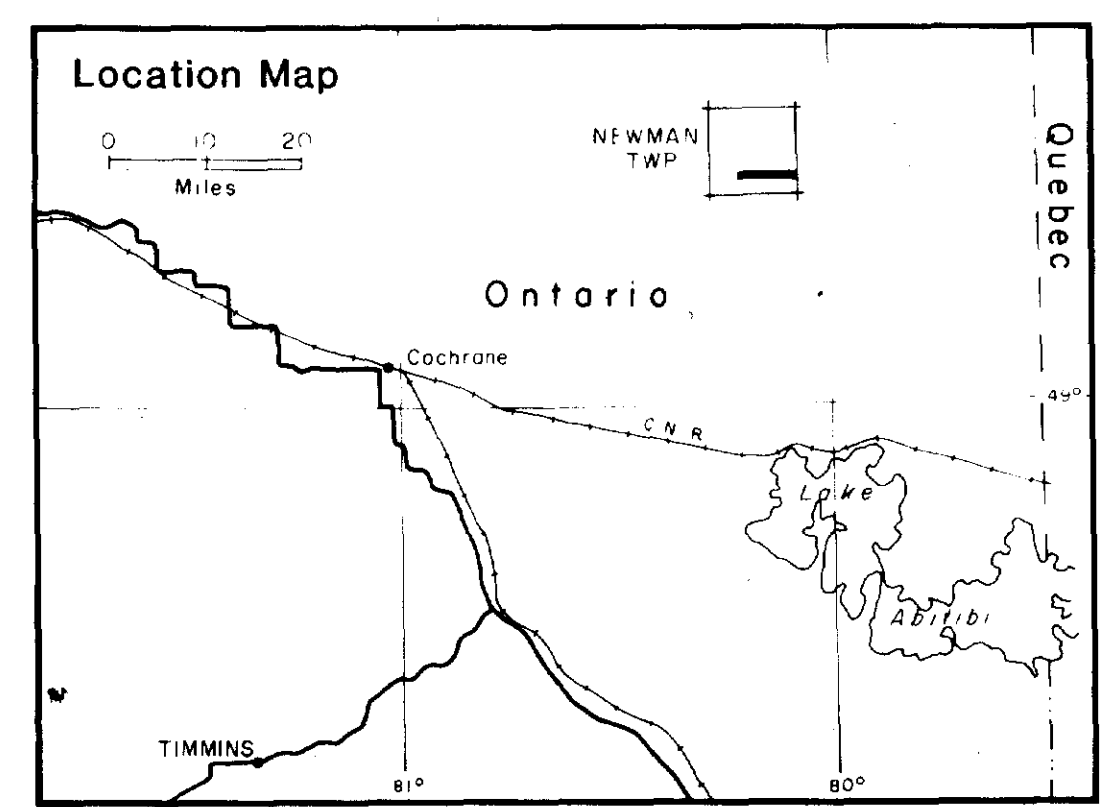 Location Map
0 10 20
Miles
NEWMAN
TWP
Quebec
Ontario
Cochrane
49°
C N R
Lake
Abitibi
TIMMINS
81°
80°